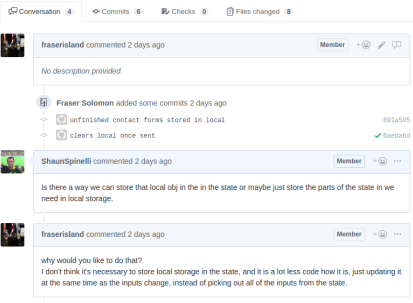 Conversation 4
Commits 6
Checks 0
Files changed 8
fraserisland commented 2 days ago
Member
No description provided.
Fraser Solomon added some commits 2 days ago
unfinished contact forms stored in local
601a505
clears local once sent
6aeda6d
ShaunSpinelli commented 2 days ago
Member
Is there a way we can store that local obj in the in the state or maybe just store the parts of the state in we
need in local storage.
fraserisland commented 2 days ago
Member
why would you like to do that?
I don't think it's necessary to store local storage in the state, and it is a lot less code how it is, just updating it
at the same time as the inputs change, instead of picking out all of the inputs from the state.